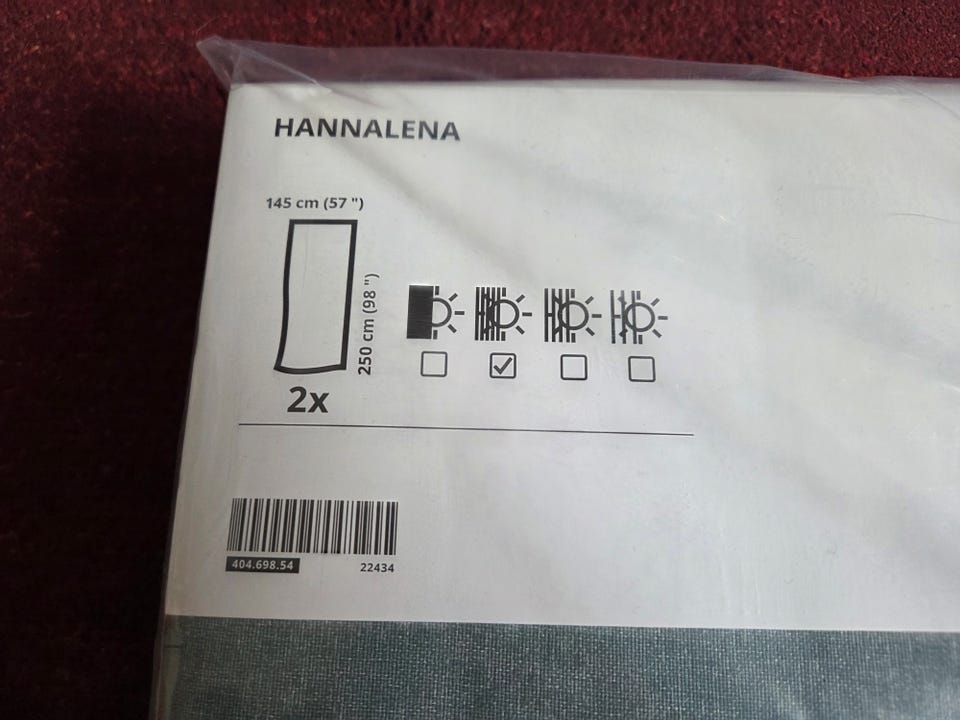 HANNALENA
145 cm (57 ")
250 cm (98 ")
2x
404.698.54
22434